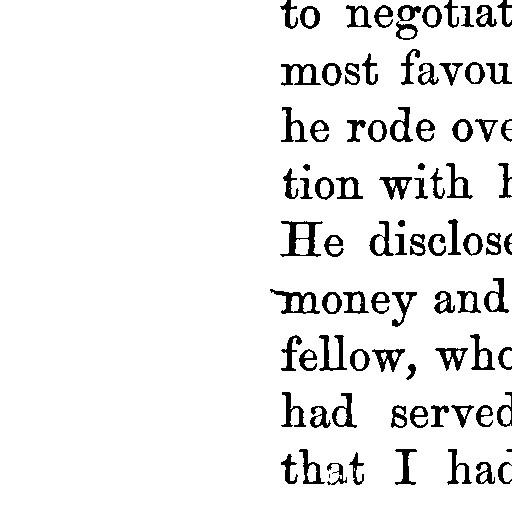 to negotiat
most favou
he rode ove
tion with h
He disclose
money and
fellow, who
had served
that I had